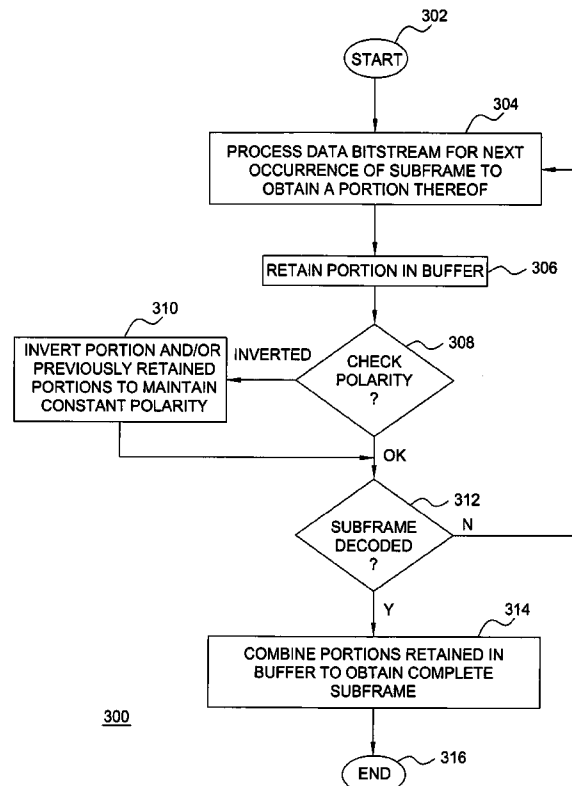 302
START
304
PROCESS DATA BITSTREAM FOR NEXT
OCCURRENCE OF SUBFRAME TO
OBTAIN A PORTION THEREOF
RETAIN PORTION IN BUFFER
306
310
INVERT PORTION AND/OR
PREVIOUSLY RETAINED
PORTIONS TO MAINTAIN
CONSTANT POLARITY
INVERTED
308
CHECK
POLARITY
?
OK
312
SUBFRAME
DECODED
?
N
Y
314
COMBINE PORTIONS RETAINED IN
BUFFER TO OBTAIN COMPLETE
SUBFRAME
300
316
END